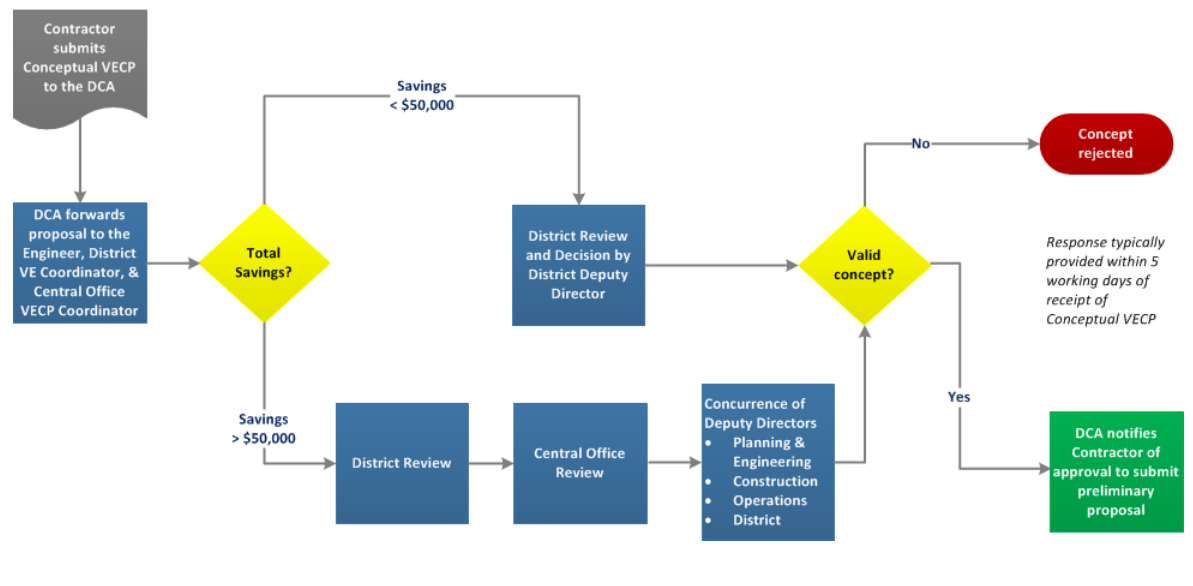 Contractor
submits
Conceptual VECP
to the DCA
DCA forwards
proposal to the
Engineer, District
VE Coordinator, &
Central Office
VECP Coordinator
Total
Savings?
Savings
< $50,000
District Review
and Decision by
District Deputy
Director
Savings
> $50,000
District Review
Central Office
Review
Concurrence of
Deputy Directors
• Planning &
Engineering
• Construction
• Operations
• District
Valid
concept?
No
Concept
rejected
Response typically
provided within 5
working days of
receipt of
Conceptual VECP
Yes
DCA notifies
Contractor of
approval to submit
preliminary
proposal